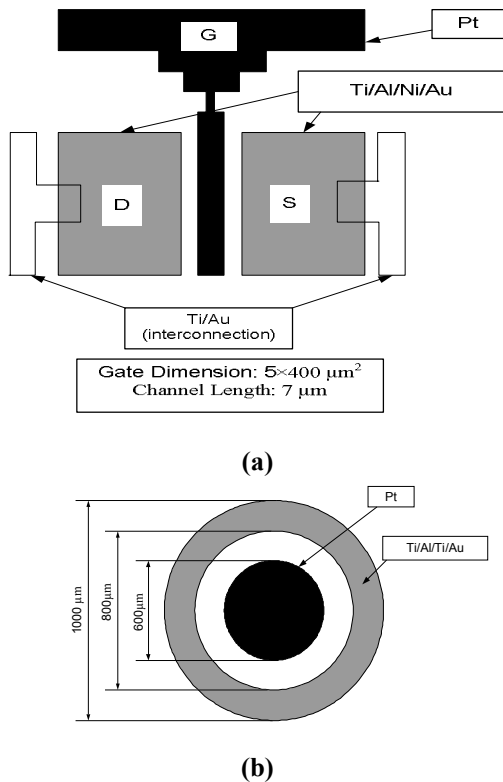 G
Pt
Ti/Al/Ni/Au
D
S
Ti/Au
(interconnection)
Gate Dimension: 5×400 μm²
Channel Length: 7 μm
(a)
Pt
Ti/Al/Ti/Au
1000 μm
800μm
600μm
(b)